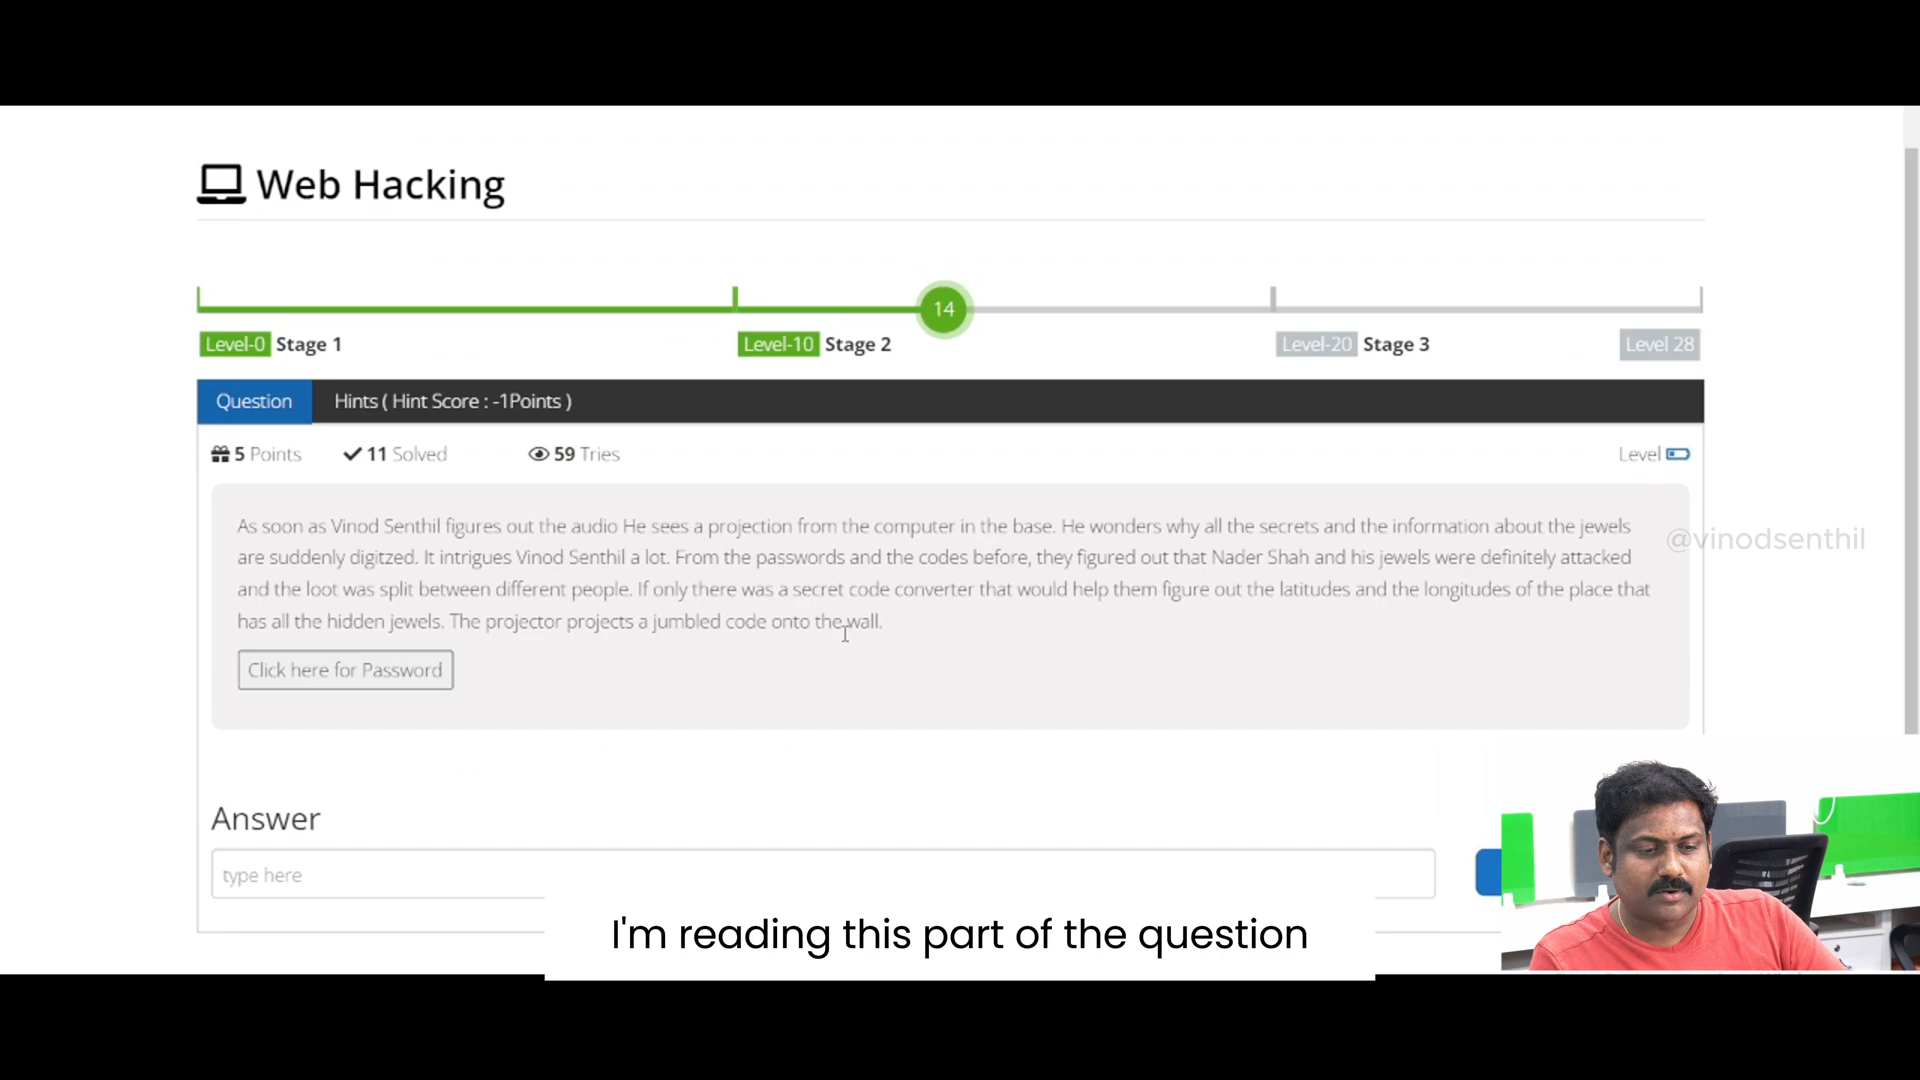 Web Hacking
14
Level-0 Stage 1
Level-10 Stage 2
Level-20 Stage 3
Level 28
Question
Hints ( Hint Score : -1Points )
5 Points
11 Solved
59 Tries
Level
As soon as Vinod Senthil figures out the audio He sees a projection from the computer in the base. He wonders why all the secrets and the information about the jewels
are suddenly digitzed. It intrigues Vinod Senthil a lot. From the passwords and the codes before, they figured out that Nader Shah and his jewels were definitely attacked
and the loot was split between different people. If only there was a secret code converter that would help them figure out the latitudes and the longitudes of the place that
has all the hidden jewels. The projector projects a jumbled code onto the wall.
@vinodsenthil
Click here for Password
Answer
type here
I'm reading this part of the question